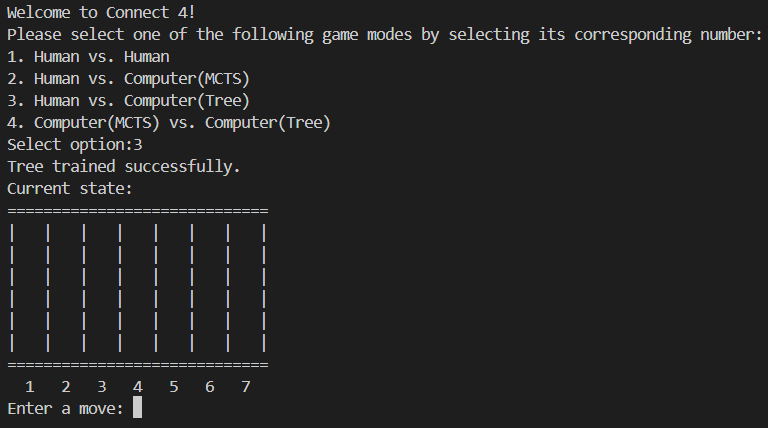 Welcome to Connect 4!
Please select one of the following game modes by selecting its corresponding number:
1. Human vs. Human
2. Human vs. Computer(MCTS)
3. Human vs. Computer(Tree)
4. Computer(MCTS) vs. Computer(Tree)
Select option:3
Tree trained successfully.
Current state:
=============================
|   |   |   |   |   |   |   |
|   |   |   |   |   |   |   |
|   |   |   |   |   |   |   |
|   |   |   |   |   |   |   |
|   |   |   |   |   |   |   |
|   |   |   |   |   |   |   |
=============================
  1   2   3   4   5   6   7
Enter a move: